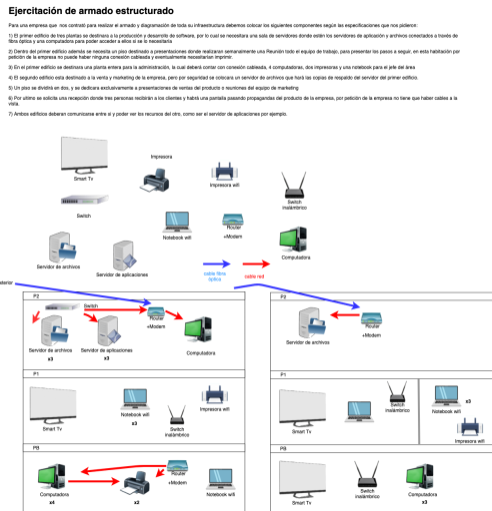 Ejercitación de armado estructurado
Para una empresa que nos contrató para realizar el armado y diagramación de toda su infraestructura debemos colocar los siguientes componentes según las especificaciones que nos pidieron:
1) El primer edificio de tres plantas se destinara a la producción y desarrollo de software, por lo cual se necesitara una sala de servidores donde estén los servidores de aplicación y archivos conectados a través de
fibra óptica y una computadora para poder acceder a ellos si se lo necesitaría
2) Dentro del primer edificio además se necesita un piso destinado a presentaciones donde realizaran semanalmente una Reunión todo el equipo de trabajo, para presentar los pasos a seguir, en esta habitación por
petición de la empresa no puede haber ninguna conexión cableada y eventualmente necesitarían imprimir.
3) En el primer edificio se destinara una planta entera para la administración, la cual deberá contar con conexión cableada, 4 computadoras, dos impresoras y una notebook para el jefe del área
4) El segundo edificio esta destinado a la venta y marketing de la empresa, pero por seguridad se colocara un servidor de archivos que hará las copias de respaldo del servidor del primer edificio.
5) Un piso se dividirá en dos, y se dedicara exclusivamente a presentaciones de ventas del producto o reuniones del equipo de marketing
6) Por ultimo se solicita una recepción donde tres personas recibirán a los clientes y habrá una pantalla pasando propagandas del producto de la empresa, por petición de la empresa no tiene que haber cables a la
vista.
7) Ambos edificios deberan comunicarse entre si y poder ver los recursos del otro, como ser el servidor de aplicaciones por ejemplo.
Impresora
Smart Tv
Impresora wifi
Switch
inalámbrico
Switch
Notebook wifi
Router
+Modem
Computadora
Servidor de archivos
Servidor de aplicaciones
cable fibra
óptica
cable red
terior
P2
Switch
Router
+Modem
Servidor de archivos
x3
Servidor de aplicaciones
x3
Computadora
P2
Router
+Modem
Servidor de archivos
P1
Smart Tv
Notebook wifi
x3
Switch
inalámbrico
Impresora wifi
P1
Smart Tv
Switch
inalámbrico
Notebook wifi
x3
Impresora wifi
PB
Computadora
x4
x2
Router
+Modem
Notebook wifi
PB
Smart Tv
Switch
inalámbrico
Computadora
x3